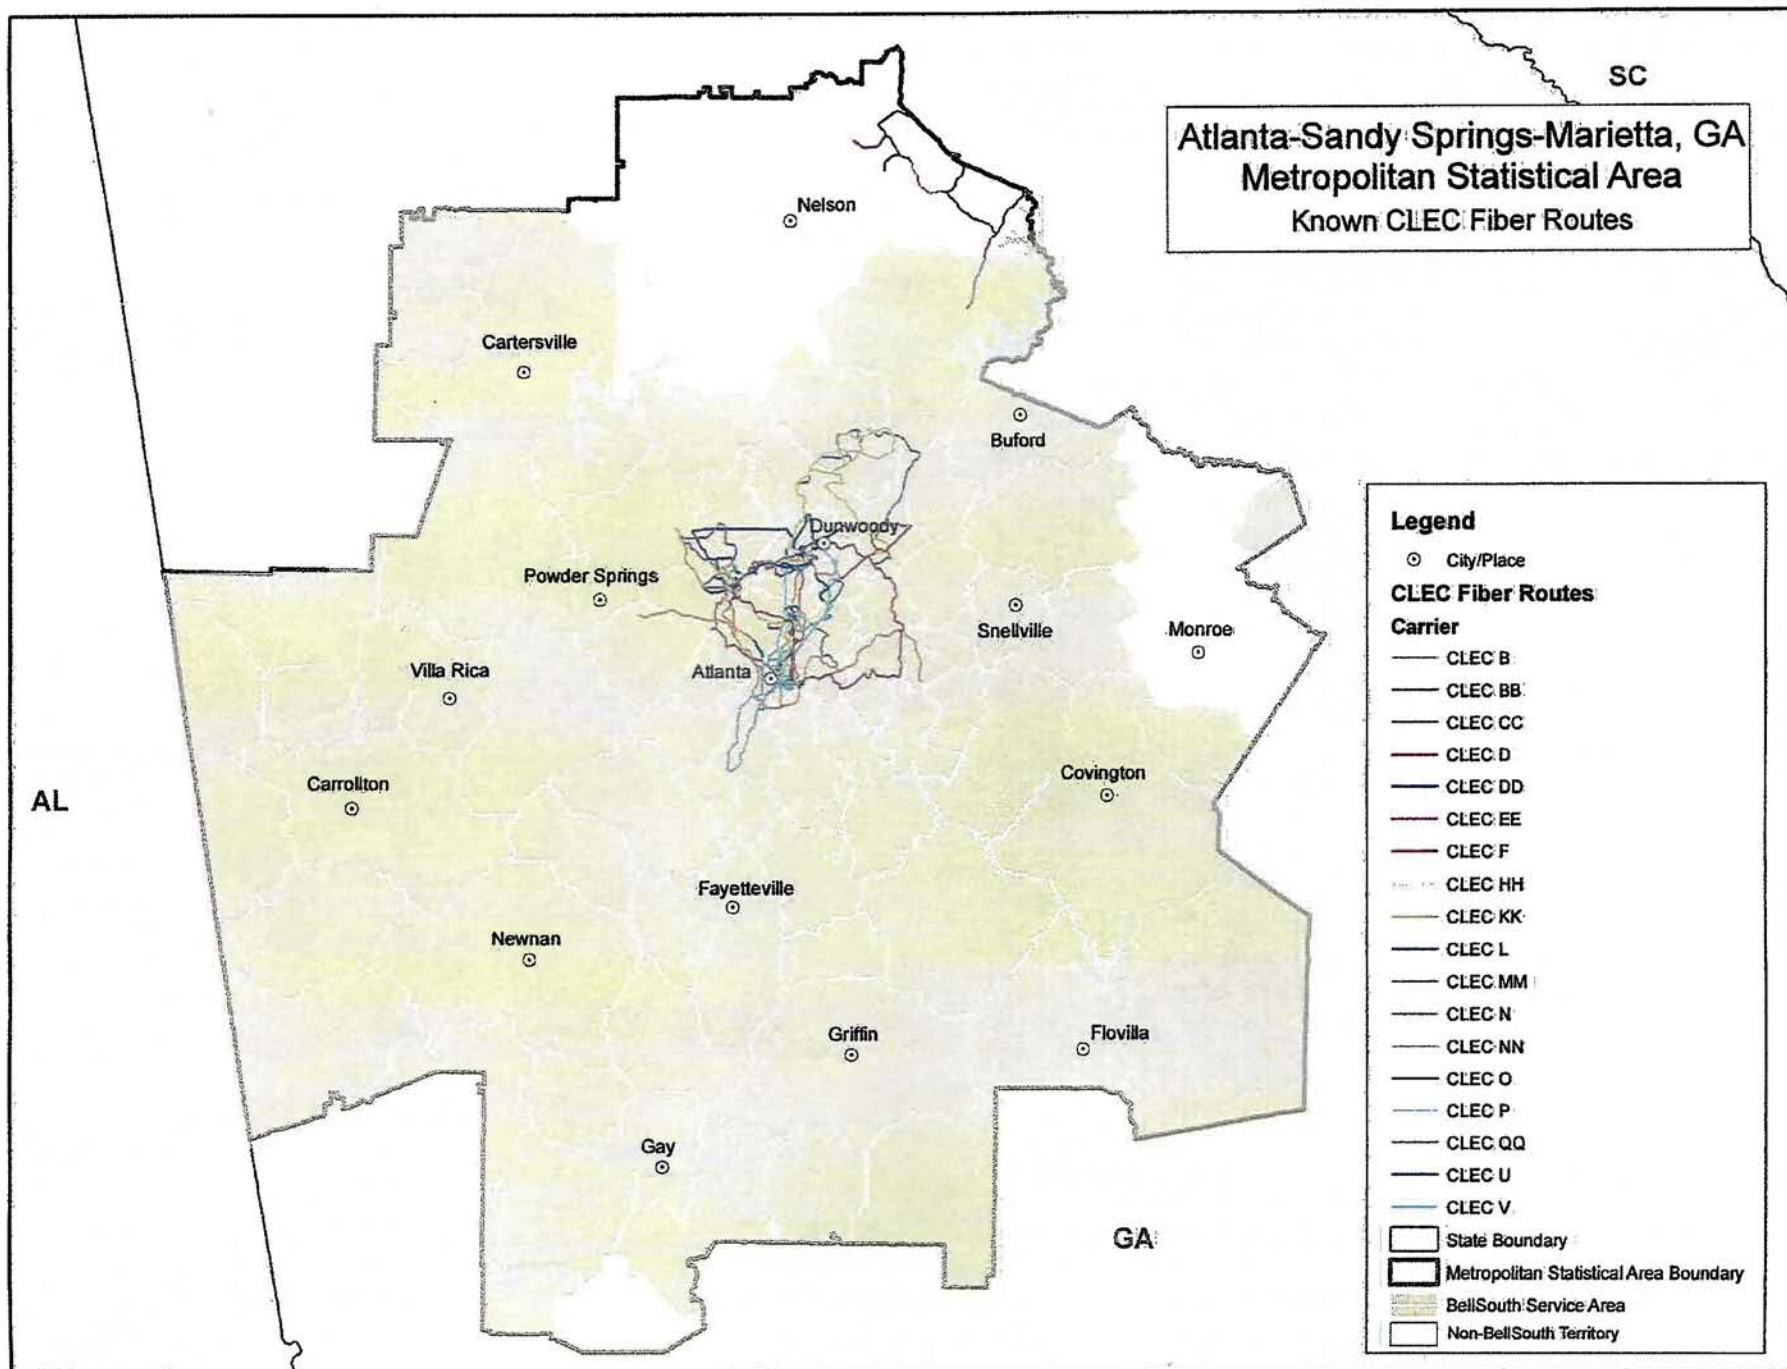 SC
Atlanta-Sandy Springs-Marietta, GA
Metropolitan Statistical Area
Known CLEC Fiber Routes
Nelson
Cartersville
Buford
Dunwoody
Powder Springs
Snellville
Monroe
Villa Rica
Atlanta
AL
Carrollton
Covington
Fayetteville
Newnan
Griffin
Flovilla
Gay
GA
Legend
City/Place
CLEC Fiber Routes
Carrier
CLEC B
CLEC BB
CLEC CC
CLEC D
CLEC DD
CLEC EE
CLEC F
CLEC HH
CLEC KK
CLEC L
CLEC MM
CLEC N
CLEC NN
CLEC O
CLEC P
CLEC QQ
CLEC U
CLEC V
State Boundary
Metropolitan Statistical Area Boundary
BellSouth Service Area
Non-BellSouth Territory